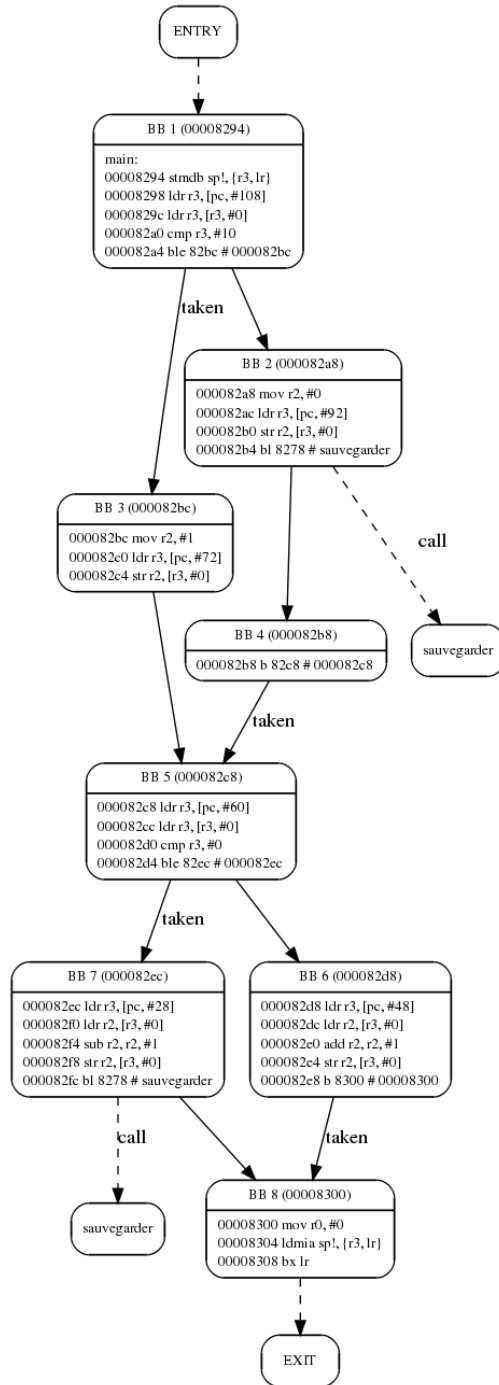 ENTRY
BB 1 (00008294)
main:
00008294 stmdb sp!, {r3, lr}
00008298 ldr r3, [pc, #108]
0000829c ldr r3, [r3, #0]
000082a0 cmp r3, #10
000082a4 ble 82bc # 000082bc
taken
BB 2 (000082a8)
000082a8 mov r2, #0
000082ac ldr r3, [pc, #92]
000082b0 str r2, [r3, #0]
000082b4 bl 8278 # sauvegarder
BB 3 (000082bc)
000082bc mov r2, #1
000082c0 ldr r3, [pc, #72]
000082c4 str r2, [r3, #0]
call
BB 4 (000082b8)
000082b8 b 82c8 # 000082c8
sauvegarder
taken
BB 5 (000082c8)
000082c8 ldr r3, [pc, #60]
000082cc ldr r3, [r3, #0]
000082d0 cmp r3, #0
000082d4 ble 82ec # 000082ec
taken
BB 7 (000082ec)
000082ec ldr r3, [pc, #28]
000082f0 ldr r2, [r3, #0]
000082f4 sub r2, r2, #1
000082f8 str r2, [r3, #0]
000082fc bl 8278 # sauvegarder
BB 6 (000082d8)
000082d8 ldr r3, [pc, #48]
000082dc ldr r2, [r3, #0]
000082e0 add r2, r2, #1
000082e4 str r2, [r3, #0]
000082e8 b 8300 # 00008300
call
taken
sauvegarder
BB 8 (00008300)
00008300 mov r0, #0
00008304 ldmia sp!, {r3, lr}
00008308 bx lr
EXIT